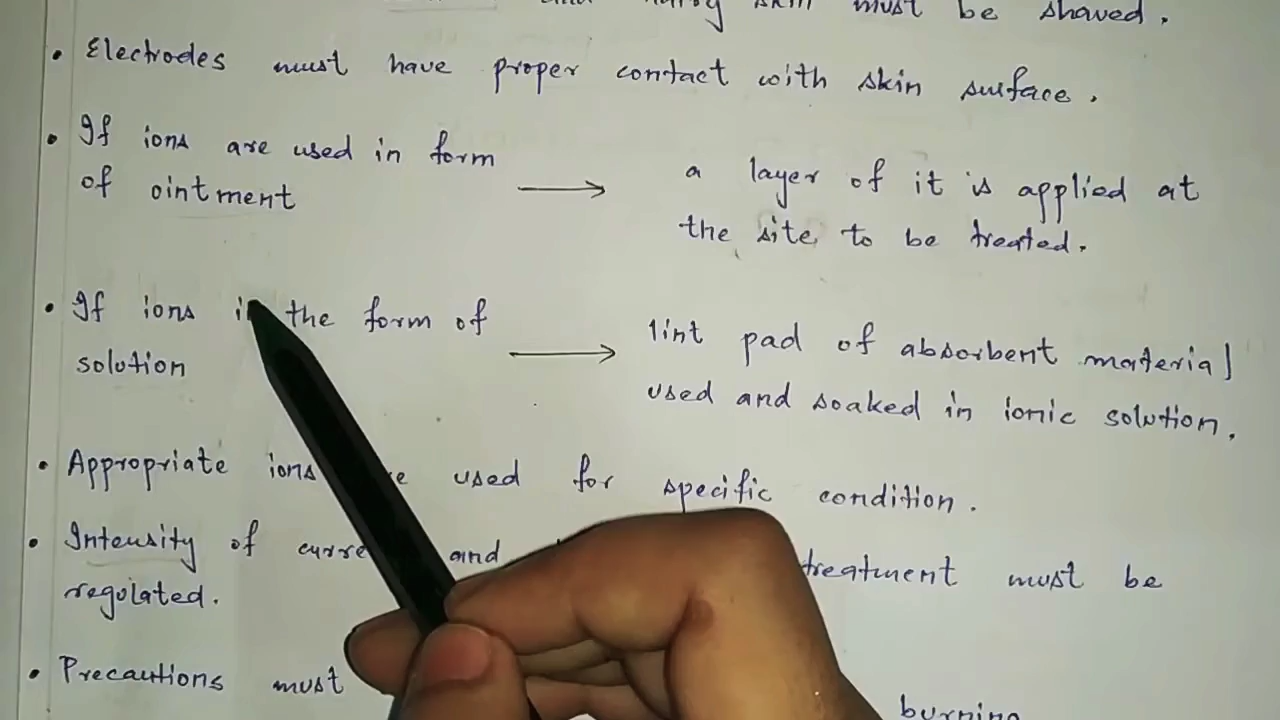 skin must be shaved.
• Electrodes must have proper contact with skin surface.
• If ions are used in form
of ointment → a layer of it is applied at
the site to be treated.
• If ions the form of
solution → lint pad of absorbent material
used and soaked in ionic solution.
• Appropriate ions used for specific condition.
• Intensity of and treatment must be
regulated.
• Precautions must burning